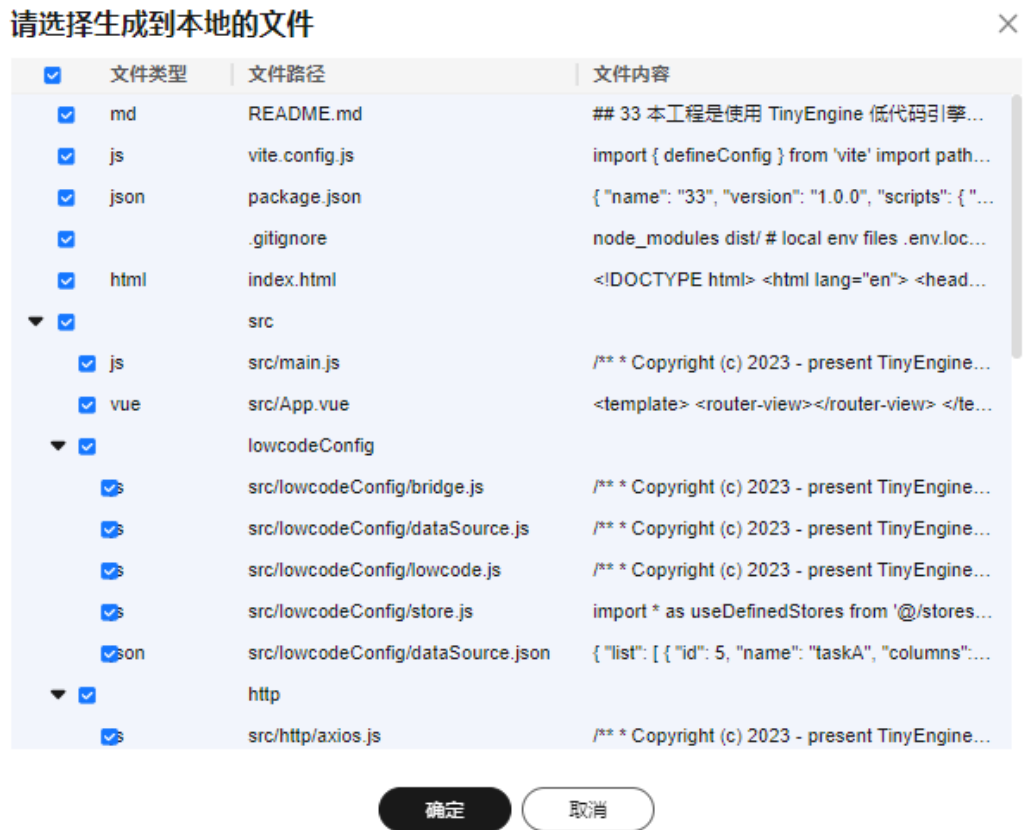 请选择生成到本地的文件
文件类型 文件路径 文件内容
md README.md ## 33 本工程是使用 TinyEngine 低代码引擎...
js vite.config.js import { defineConfig } from 'vite' import path...
json package.json { "name": "33", "version": "1.0.0", "scripts": { "...
.gitignore node_modules dist/ # local env files .env.loc...
html index.html <!DOCTYPE html> <html lang="en"> <head...
src
js src/main.js /** * Copyright (c) 2023 - present TinyEngine...
vue src/App.vue <template> <router-view></router-view> </te...
lowcodeConfig
s src/lowcodeConfig/bridge.js /** * Copyright (c) 2023 - present TinyEngine...
s src/lowcodeConfig/dataSource.js /** * Copyright (c) 2023 - present TinyEngine...
s src/lowcodeConfig/lowcode.js /** * Copyright (c) 2023 - present TinyEngine...
s src/lowcodeConfig/store.js import * as useDefinedStores from '@/stores...
son src/lowcodeConfig/dataSource.json { "list": [ { "id": 5, "name": "taskA", "columns":...
http
s src/http/axios.js /** * Copyright (c) 2023 - present TinyEngine...
确定 取消